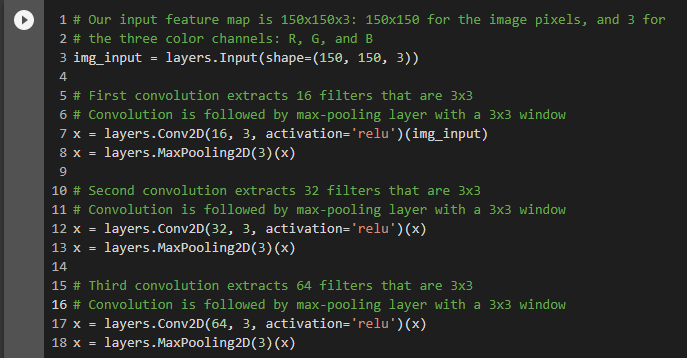 1 # Our input feature map is 150x150x3: 150x150 for the image pixels, and 3 for
2 # the three color channels: R, G, and B
3 img_input = layers.Input(shape=(150, 150, 3))
4
5 # First convolution extracts 16 filters that are 3x3
6 # Convolution is followed by max-pooling layer with a 3x3 window
7 x = layers.Conv2D(16, 3, activation='relu')(img_input)
8 x = layers.MaxPooling2D(3)(x)
9
10 # Second convolution extracts 32 filters that are 3x3
11 # Convolution is followed by max-pooling layer with a 3x3 window
12 x = layers.Conv2D(32, 3, activation='relu')(x)
13 x = layers.MaxPooling2D(3)(x)
14
15 # Third convolution extracts 64 filters that are 3x3
16 # Convolution is followed by max-pooling layer with a 3x3 window
17 x = layers.Conv2D(64, 3, activation='relu')(x)
18 x = layers.MaxPooling2D(3)(x)